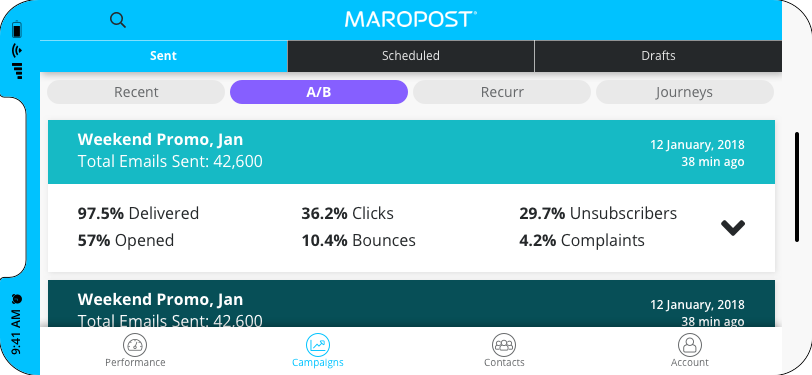 MAROPOST
Sent
Scheduled
Drafts
Recent
A/B
Recurr
Journeys
Weekend Promo, Jan
12 January, 2018
Total Emails Sent: 42,600
38 min ago
97.5% Delivered
36.2% Clicks
29.7% Unsubscribers
57% Opened
10.4% Bounces
4.2% Complaints
Weekend Promo, Jan
12 January, 2018
Total Emails Sent: 42,600
38 min ago
Performance
Campaigns
Contacts
Account
9:41 AM